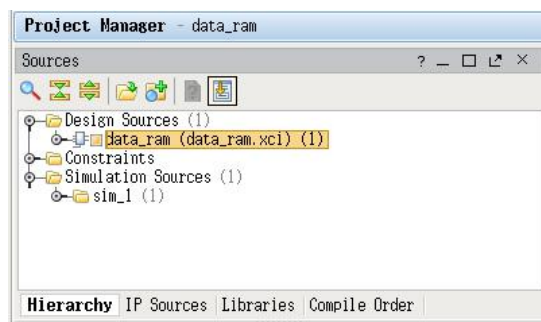 Project Manager - data_ram
Sources
? _ □ ×
Design Sources (1)
data_ram (data_ram.xci) (1)
Constraints
Simulation Sources (1)
sim_1 (1)
Hierarchy IP Sources Libraries Compile Order